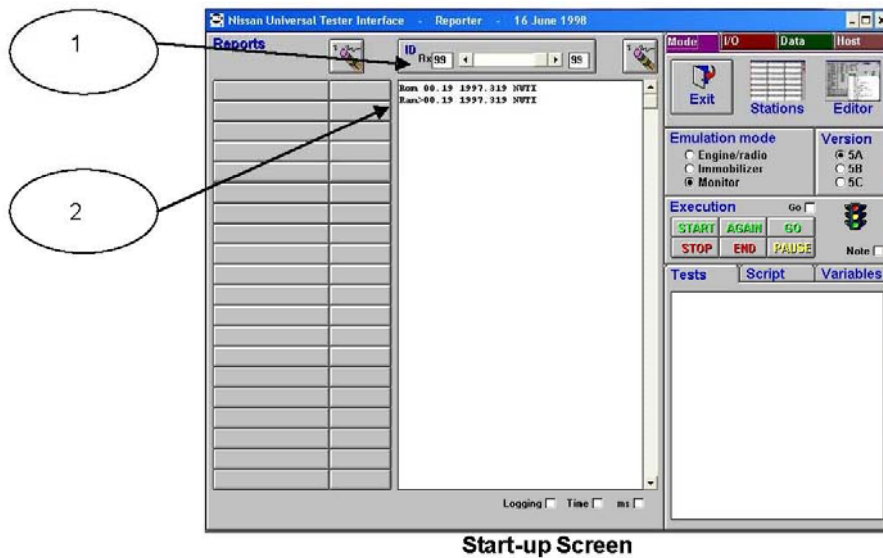 1
2
Nissan Universal Tester Interface - Reporter - 16 June 1998
Reports
ID
Rx 99
99
Rom 00.19 1997.319 NUTI
Ram>00.19 1997.319 NUTI
Logging Time ms
Mode I/O Data Host
Exit Stations Editor
Emulation mode
Engine/radio
Immobilizer
Monitor
Version
5A
5B
5C
Execution Go
START AGAIN GO
STOP END PAUSE
Note
Tests Script Variables
Start-up Screen